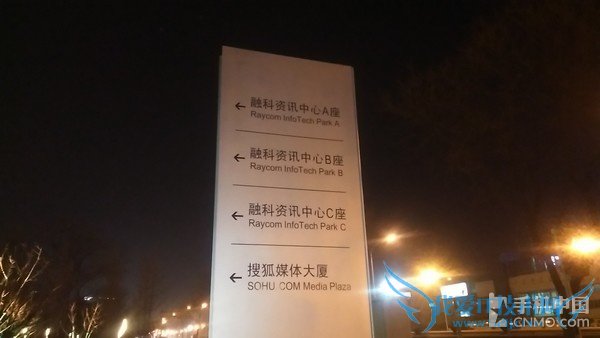 ← 融科资讯中心A座
Raycom InfoTech Park A
← 融科资讯中心B座
Raycom InfoTech Park B
← 融科资讯中心C座
Raycom InfoTech Park C
← 搜狐媒体大厦
SOHU.COM Media Plaza
手机中国
CNMO.com